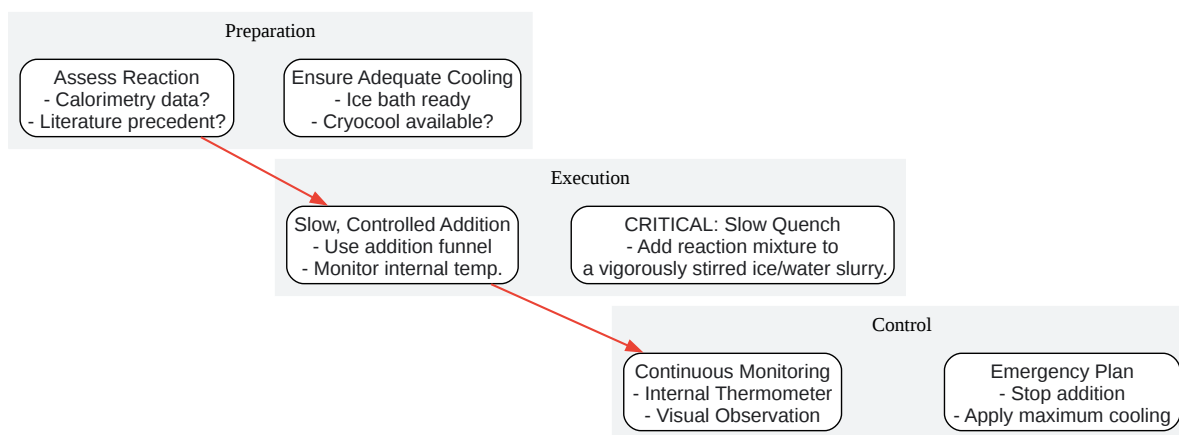 Preparation
Assess Reaction
- Calorimetry data?
- Literature precedent?
Ensure Adequate Cooling
- Ice bath ready
- Cryocool available?
Execution
Slow, Controlled Addition
- Use addition funnel
- Monitor internal temp.
CRITICAL: Slow Quench
- Add reaction mixture to
a vigorously stirred ice/water slurry.
Control
Continuous Monitoring
- Internal Thermometer
- Visual Observation
Emergency Plan
- Stop addition
- Apply maximum cooling